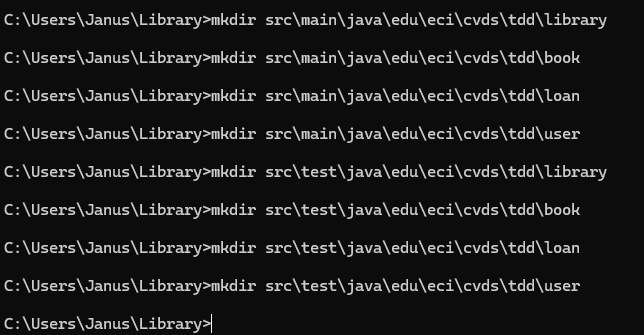 C:\Users\Janus\Library>mkdir src\main\java\edu\eci\cvds\tdd\library
C:\Users\Janus\Library>mkdir src\main\java\edu\eci\cvds\tdd\book
C:\Users\Janus\Library>mkdir src\main\java\edu\eci\cvds\tdd\loan
C:\Users\Janus\Library>mkdir src\main\java\edu\eci\cvds\tdd\user
C:\Users\Janus\Library>mkdir src\test\java\edu\eci\cvds\tdd\library
C:\Users\Janus\Library>mkdir src\test\java\edu\eci\cvds\tdd\book
C:\Users\Janus\Library>mkdir src\test\java\edu\eci\cvds\tdd\loan
C:\Users\Janus\Library>mkdir src\test\java\edu\eci\cvds\tdd\user
C:\Users\Janus\Library>